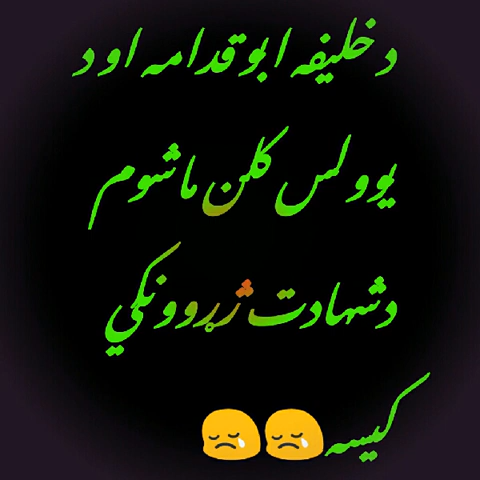 د خلیفه ابوقدامه او د
یوولس کلن ماشوم
دشهادت ژړوونکي
کیسه😢😢